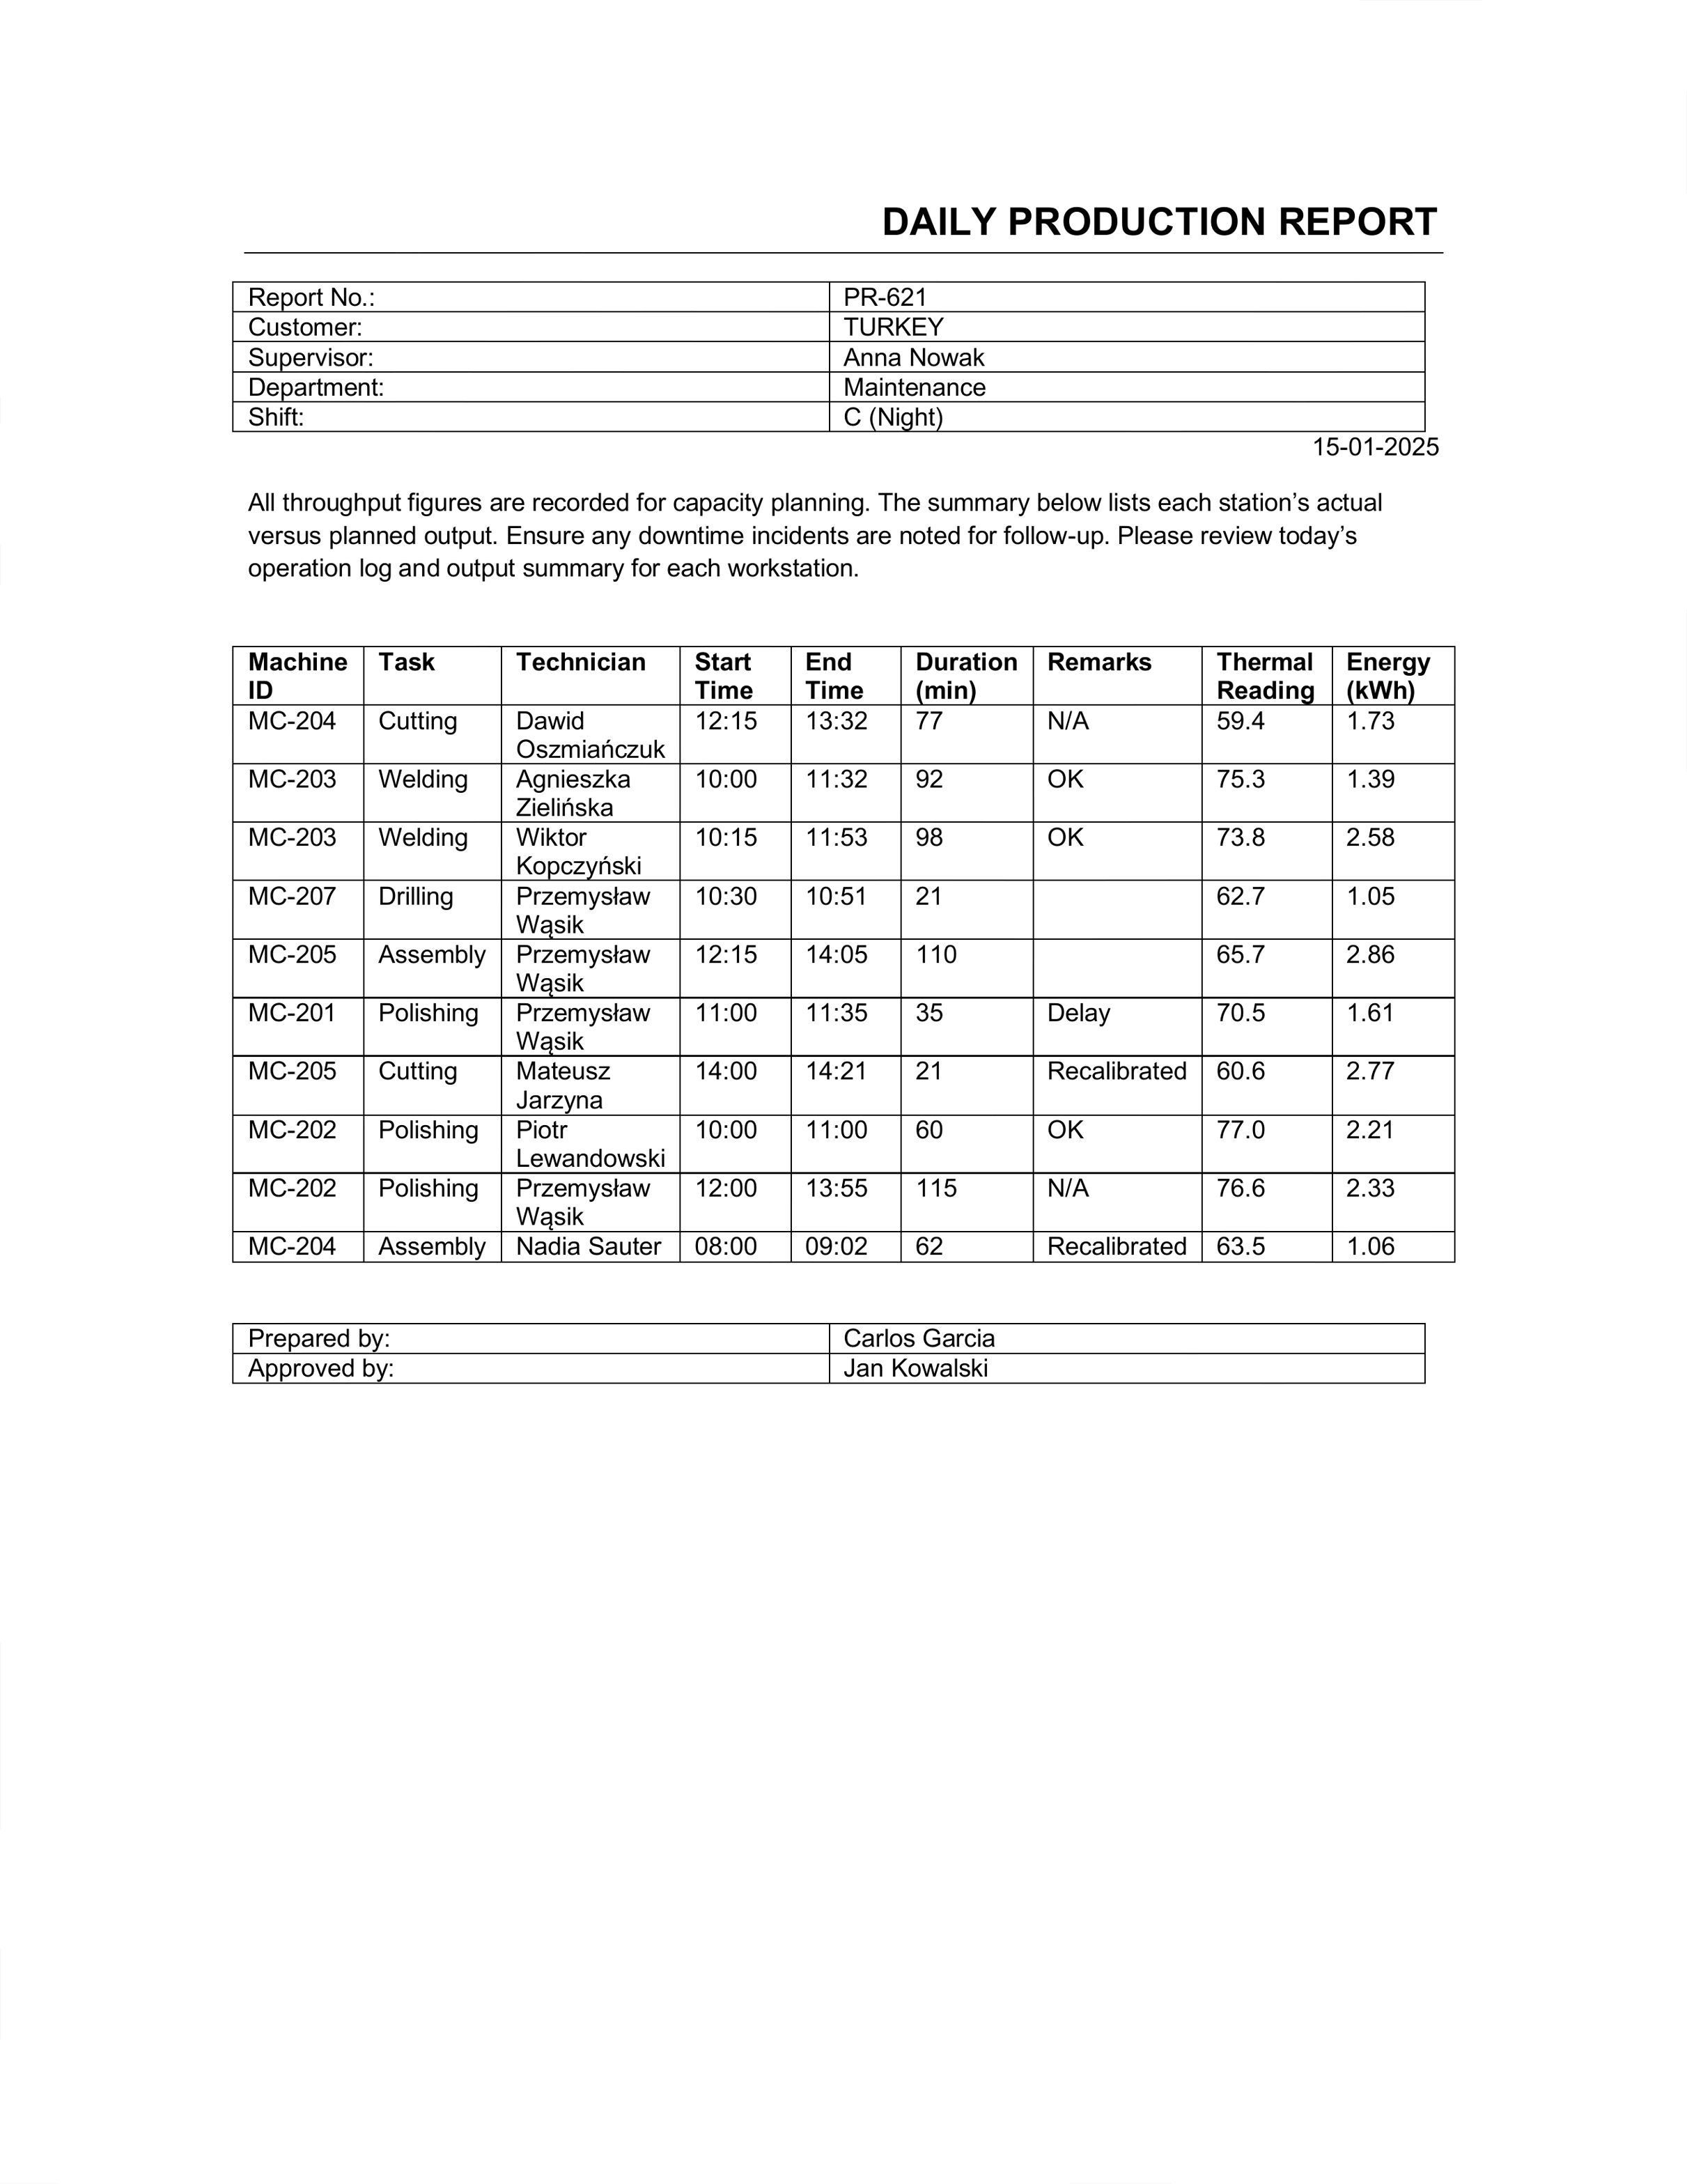 DAILY PRODUCTION REPORT
Report No.: PR-621
Customer: TURKEY
Supervisor: Anna Nowak
Department: Maintenance
Shift: C (Night)
15-01-2025
All throughput figures are recorded for capacity planning. The summary below lists each station’s actual
versus planned output. Ensure any downtime incidents are noted for follow-up. Please review today’s
operation log and output summary for each workstation.
Machine ID Task Technician Start Time End Time Duration (min) Remarks Thermal Reading Energy (kWh)
MC-204 Cutting Dawid Oszmiańczuk 12:15 13:32 77 N/A 59.4 1.73
MC-203 Welding Agnieszka Zielińska 10:00 11:32 92 OK 75.3 1.39
MC-203 Welding Wiktor Kopczyński 10:15 11:53 98 OK 73.8 2.58
MC-207 Drilling Przemysław Wąsik 10:30 10:51 21 62.7 1.05
MC-205 Assembly Przemysław Wąsik 12:15 14:05 110 65.7 2.86
MC-201 Polishing Przemysław Wąsik 11:00 11:35 35 Delay 70.5 1.61
MC-205 Cutting Mateusz Jarzyna 14:00 14:21 21 Recalibrated 60.6 2.77
MC-202 Polishing Piotr Lewandowski 10:00 11:00 60 OK 77.0 2.21
MC-202 Polishing Przemysław Wąsik 12:00 13:55 115 N/A 76.6 2.33
MC-204 Assembly Nadia Sauter 08:00 09:02 62 Recalibrated 63.5 1.06
Prepared by: Carlos Garcia
Approved by: Jan Kowalski